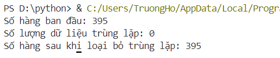 PS D:\python> & C:/Users/TruongHo/AppData/Local/Progr
Số hàng ban đầu: 395
Số lượng dữ liệu trùng lặp: 0
Số hàng sau khi loại bỏ trùng lặp: 395